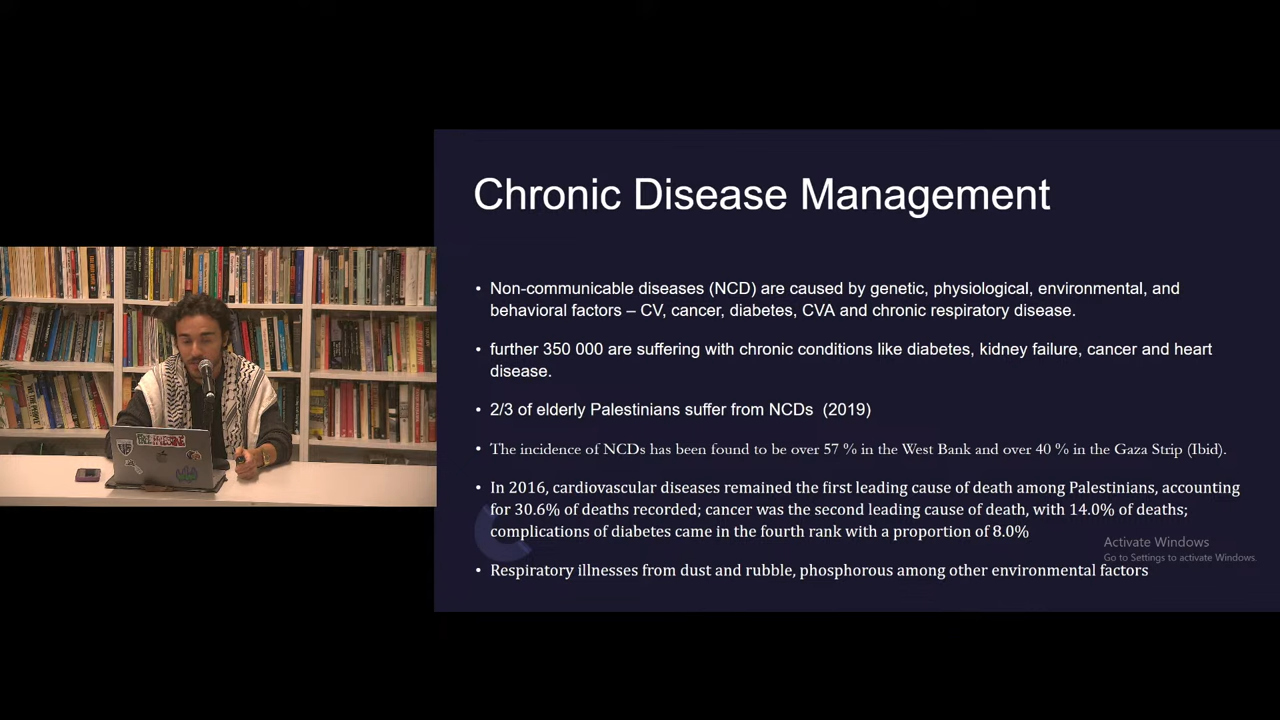 Chronic Disease Management
• Non-communicable diseases (NCD) are caused by genetic, physiological, environmental, and
behavioral factors – CV, cancer, diabetes, CVA and chronic respiratory disease.
• further 350 000 are suffering with chronic conditions like diabetes, kidney failure, cancer and heart
disease.
• 2/3 of elderly Palestinians suffer from NCDs (2019)
• The incidence of NCDs has been found to be over 57 % in the West Bank and over 40 % in the Gaza Strip (Ibid).
• In 2016, cardiovascular diseases remained the first leading cause of death among Palestinians, accounting
for 30.6% of deaths recorded; cancer was the second leading cause of death, with 14.0% of deaths;
complications of diabetes came in the fourth rank with a proportion of 8.0%
Activate Windows
Go to Settings to activate Windows.
• Respiratory illnesses from dust and rubble, phosphorous among other environmental factors
FREE PALESTINE